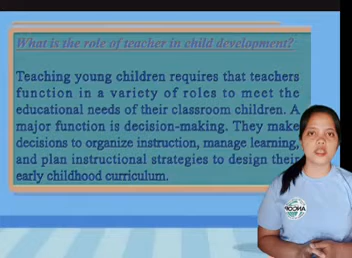 What is the role of teacher in child development?
Teaching young children requires that teachers
function in a variety of roles to meet the
educational needs of their classroom children. A
major function is decision-making. They make
decisions to organize instruction, manage learning,
and plan instructional strategies to design their
early childhood curriculum.